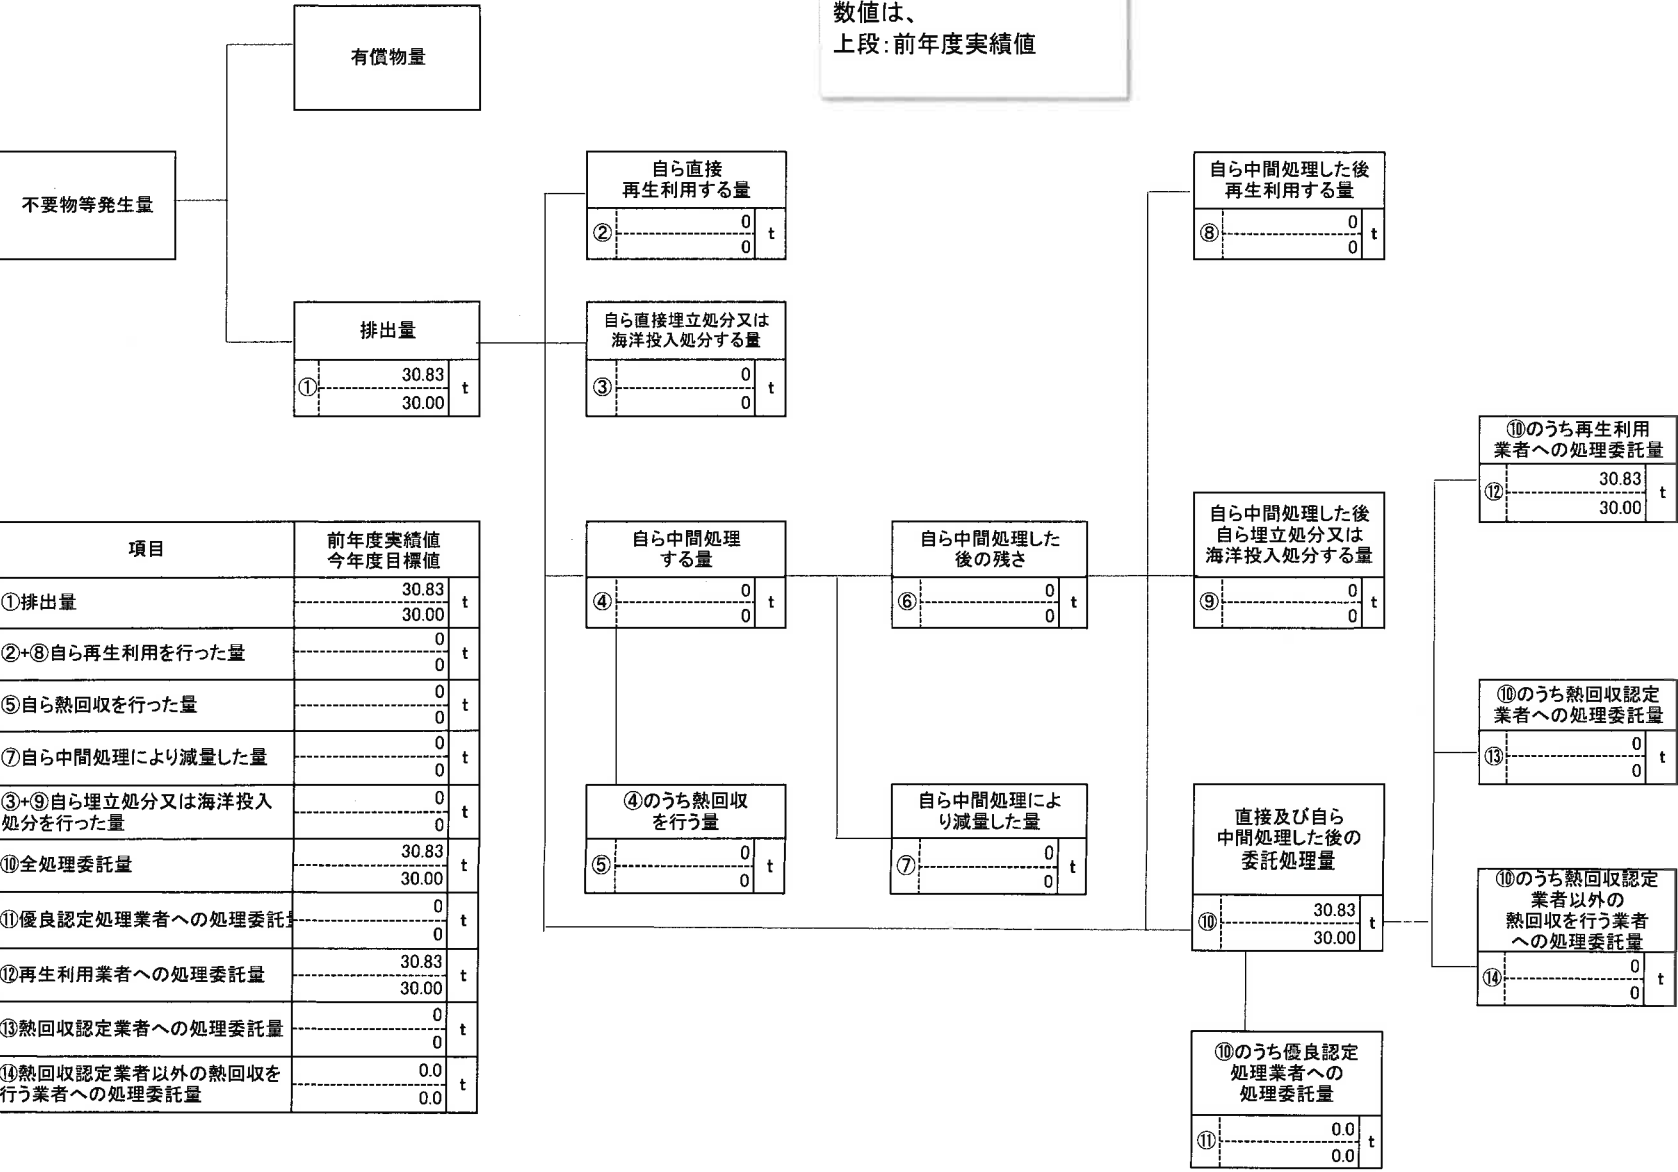 数値は、
上段:前年度実績値
有償物量
不要物等発生量
自ら直接
再生利用する量
② 0 t
0
自ら中間処理した後
再生利用する量
⑧ 0 t
0
排出量
① 30.83 t
30.00
自ら直接埋立処分又は
海洋投入処分する量
③ 0 t
0
⑩のうち再生利用
業者への処理委託量
⑫ 30.83 t
30.00
自ら中間処理
する量
④ 0 t
0
自ら中間処理した
後の残さ
⑥ 0 t
0
自ら中間処理した後
自ら埋立処分又は
海洋投入処分する量
⑨ 0 t
0
⑩のうち熱回収認定
業者への処理委託量
⑬ 0 t
0
④のうち熱回収
を行う量
⑤ 0 t
0
自ら中間処理によ
り減量した量
⑦ 0 t
0
直接及び自ら
中間処理した後の
委託処理量
⑩ 30.83 t
30.00
⑩のうち熱回収認定
業者以外の
熱回収を行う業者
への処理委託量
⑭ 0 t
0
⑩のうち優良認定
処理業者への
処理委託量
⑪ 0.0 t
0.0
項目
前年度実績値
今年度目標値
①排出量 30.83 t
30.00
②+⑧自ら再生利用を行った量 0 t
0
⑤自ら熱回収を行った量 0 t
0
⑦自ら中間処理により減量した量 0 t
0
③+⑨自ら埋立処分又は海洋投入
処分を行った量 0 t
0
⑩全処理委託量 30.83 t
30.00
⑪優良認定処理業者への処理委託 0 t
0
⑫再生利用業者への処理委託量 30.83 t
30.00
⑬熱回収認定業者への処理委託量 0 t
0
⑭熱回収認定業者以外の熱回収を
行う業者への処理委託量 0.0 t
0.0